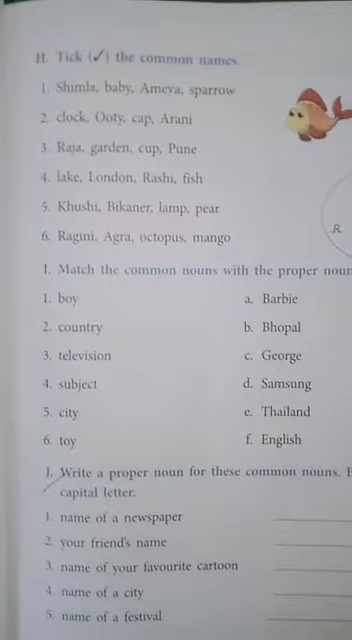 H. Tick (✓) the common names.
1. Shimla, baby, Ameya, sparrow
2. clock, Ooty, cap, Arani
3. Raja, garden, cup, Pune
4. lake, London, Rashi, fish
5. Khushi, Bikaner, lamp, pear
R
6. Ragini, Agra, octopus, mango
I. Match the common nouns with the proper noun
1. boy a. Barbie
2. country b. Bhopal
3. television c. George
4. subject d. Samsung
5. city e. Thailand
6. toy f. English
J. Write a proper noun for these common nouns.
capital letter.
1. name of a newspaper
2. your friend's name
3. name of your favourite cartoon
4. name of a city
5. name of a festival